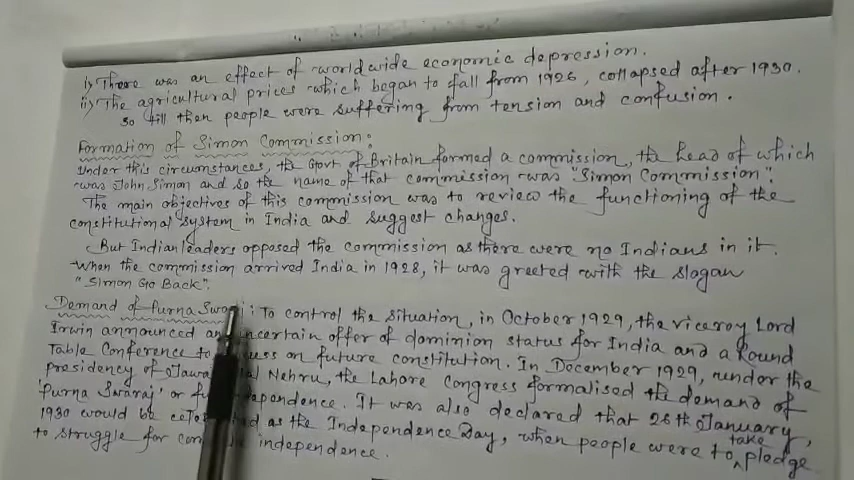 i) There was an effect of worldwide economic depression.
ii) The agricultural prices which began to fall from 1926, collapsed after 1930.
so till then people were suffering from tension and confusion.
Formation of Simon Commission:
Under this circumstances, the Govt of Britain formed a commission, the head of which
was John Simon and so the name of that commission was "Simon Commission".
The main objectives of this commission was to review the functioning of the
constitutional system in India and suggest changes.
But Indian leaders opposed the commission as there were no Indians in it.
When the commission arrived India in 1928, it was greeted with the slogan
"Simon Go Back".
Demand of Purna Swaraj: To control the situation, in October 1929, the viceroy Lord
Irwin announced an uncertain offer of dominion status for India and a Round
Table Conference to on future constitution. In December 1929, under the
presidency of Nehru, the Lahore Congress formalised the demand of
'Purna Swaraj' or independence. It was also declared that 26th January,
1930 would be as the Independence Day, when people were to take pledge
to struggle for independence.